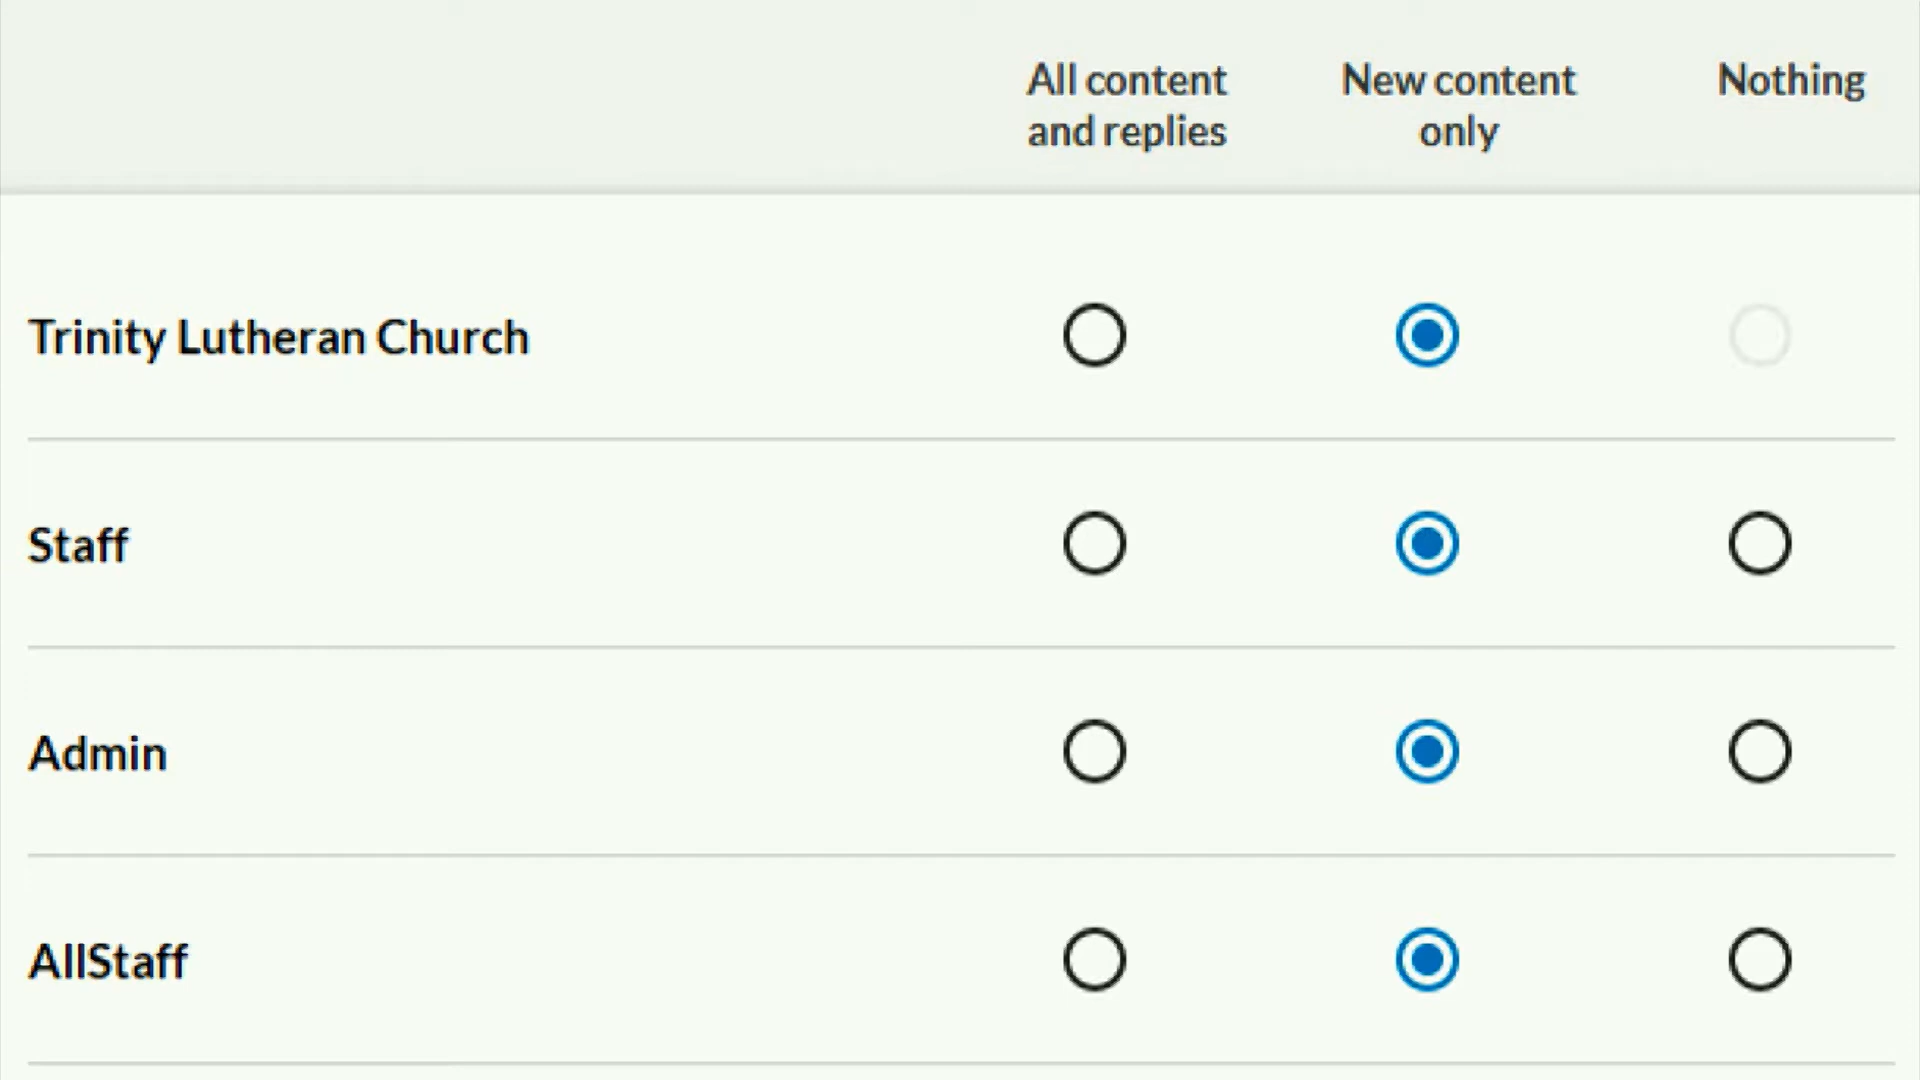 All content
and replies
New content
only
Nothing
Trinity Lutheran Church
Staff
Admin
AllStaff